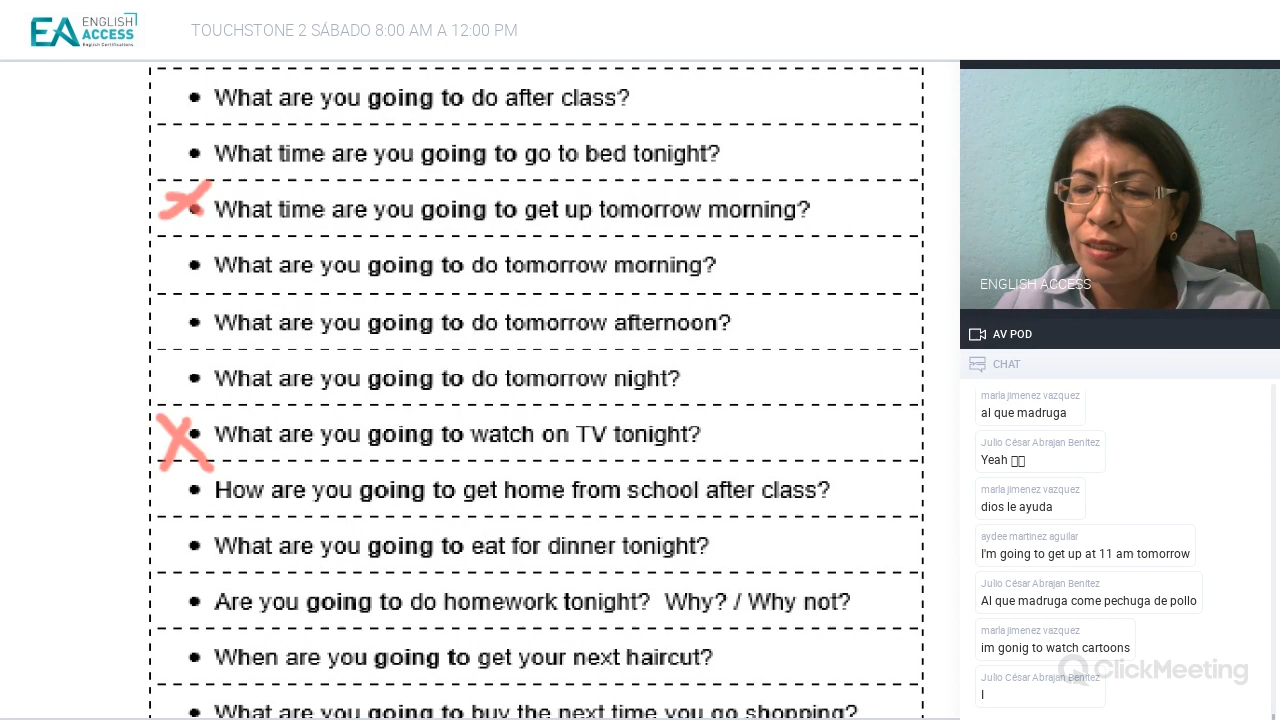 EA ENGLISH ACCESS
English Certifications
TOUCHSTONE 2 SÁBADO 8:00 AM A 12:00 PM
• What are you going to do after class?
• What time are you going to go to bed tonight?
• What time are you going to get up tomorrow morning?
• What are you going to do tomorrow morning?
• What are you going to do tomorrow afternoon?
• What are you going to do tomorrow night?
• What are you going to watch on TV tonight?
• How are you going to get home from school after class?
• What are you going to eat for dinner tonight?
• Are you going to do homework tonight? Why? / Why not?
• When are you going to get your next haircut?
• What are you going to buy the next time you go shopping?
ENGLISH ACCESS
AV POD
CHAT
marla jimenez vazquez
al que madruga
Julio César Abrajan Benítez
Yeah
marla jimenez vazquez
dios le ayuda
aydee martinez aguilar
I'm going to get up at 11 am tomorrow
Julio César Abrajan Benítez
Al que madruga come pechuga de pollo
marla jimenez vazquez
im gonig to watch cartoons
Julio César Abrajan Benítez
I
ClickMeeting